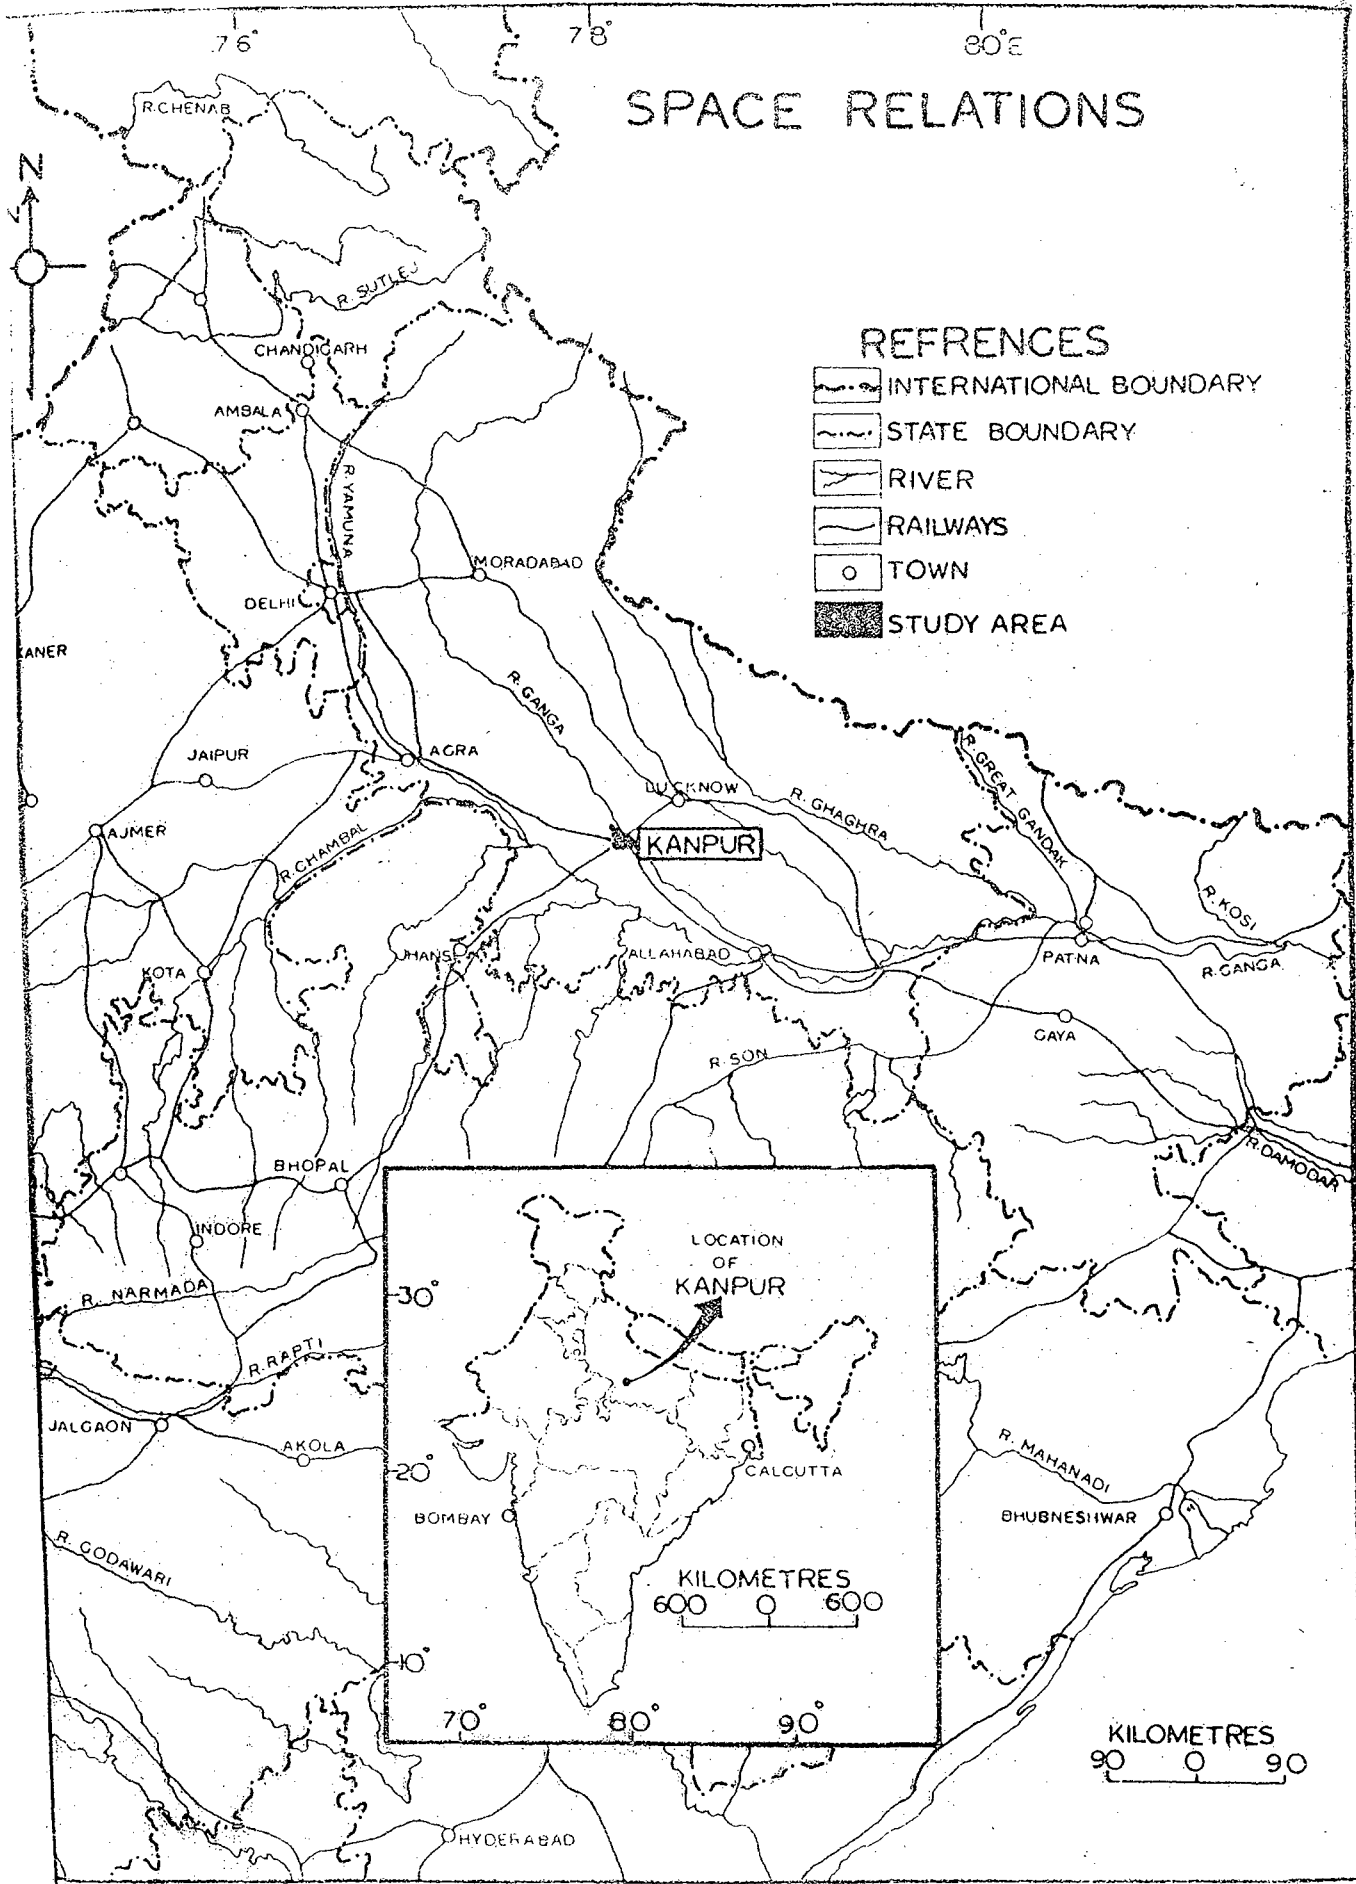 76°
78°
80°E
SPACE RELATIONS
R.CHENAB
N
R. SUTLEJ
REFRENCES
INTERNATIONAL BOUNDARY
STATE BOUNDARY
RIVER
RAILWAYS
TOWN
STUDY AREA
CHANDIGARH
AMBALA
R. YAMUNA
MORADABAD
DELHI
KANER
R. GANGA
JAIPUR
AGRA
LUCKNOW
R. GHAGHRA
R. GREAT GANDAK
AJMER
R. CHAMBAL
KANPUR
R. KOSI
JHANSI
ALLAHABAD
PATNA
R. GANGA
KOTA
GAYA
R. SON
BHOPAL
R. DAMODAR
INDORE
R. NARMADA
R. RAPTI
JALGAON
AKOLA
R. GODAWARI
LOCATION
OF
KANPUR
30°
20°
10°
CALCUTTA
BOMBAY
KILOMETRES
600 0 600
70° 80° 90°
R. MAHANADI
BHUBNESHWAR
KILOMETRES
90 0 90
HYDERABAD